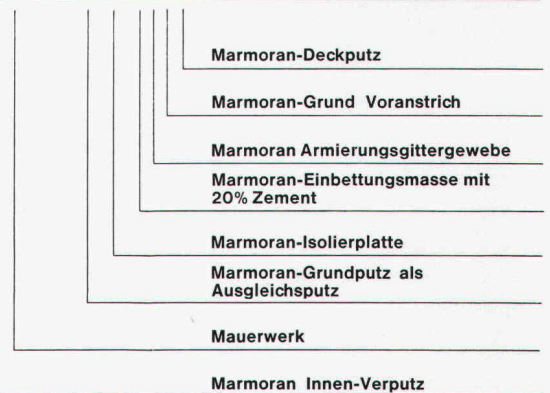 Marmoran-Deckputz
Marmoran-Grund Voranstrich
Marmoran Armierungsgittergewebe
Marmoran-Einbettungsmasse mit
20% Zement
Marmoran-Isolierplatte
Marmoran-Grundputz als
Ausgleichsputz
Mauerwerk
Marmoran Innen-Verputz